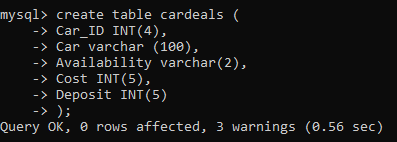 mysql> create table cardeals (
    -> Car_ID INT(4),
    -> Car varchar (100),
    -> Availability varchar(2),
    -> Cost INT(5),
    -> Deposit INT(5)
    -> );
Query OK, 0 rows affected, 3 warnings (0.56 sec)